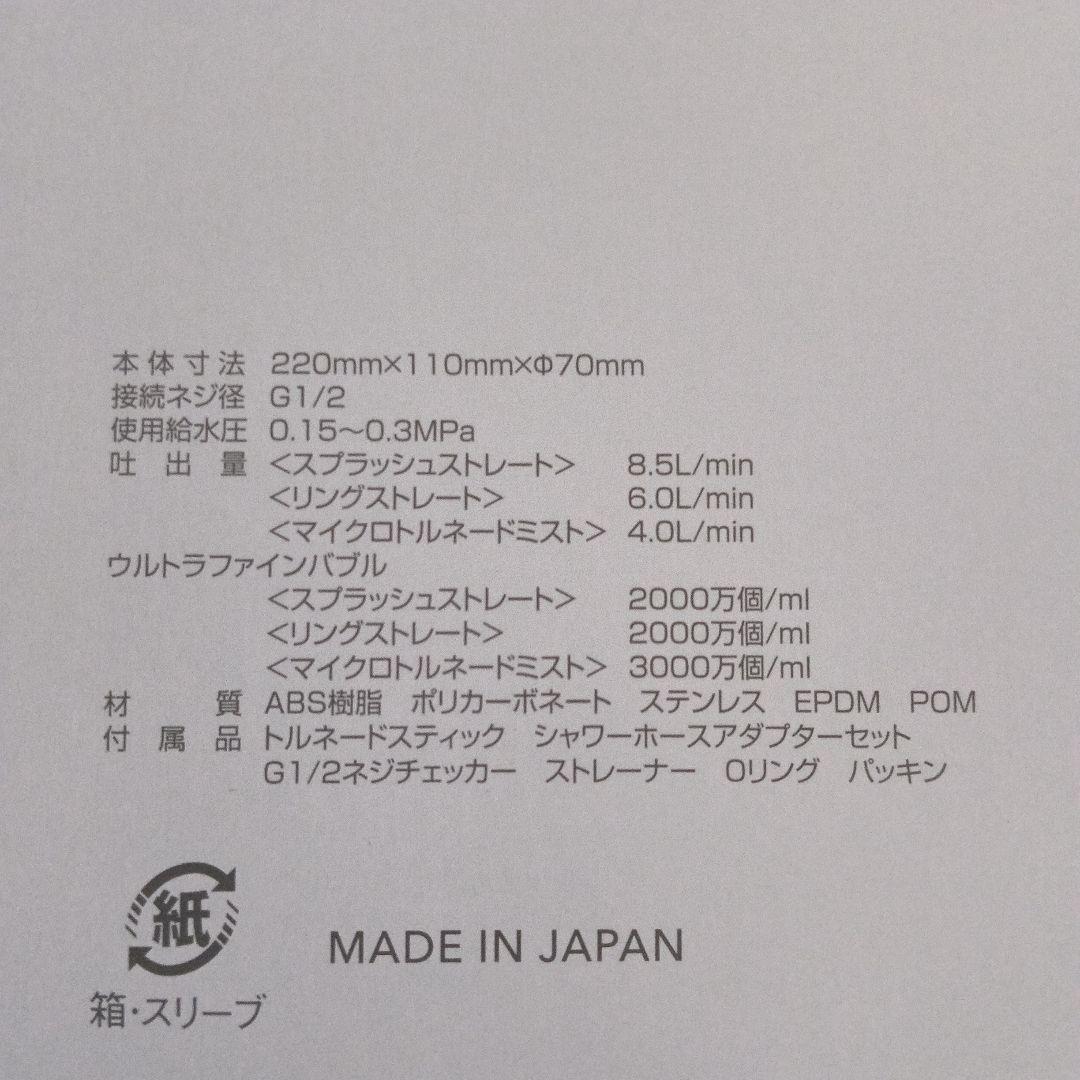 本体寸法 220mm×110mm×Φ70mm
接続ネジ径 G1/2
使用給水圧 0.15～0.3MPa
吐出量 <スプラッシュストレート> 8.5L/min
<リングストレート> 6.0L/min
<マイクロトルネードミスト> 4.0L/min
ウルトラファインバブル
<スプラッシュストレート> 2000万個/ml
<リングストレート> 2000万個/ml
<マイクロトルネードミスト> 3000万個/ml
材質 ABS樹脂 ポリカーボネート ステンレス EPDM POM
付属品 トルネードスティック シャワーホースアダプターセット
G1/2ネジチェッカー ストレーナー Oリング パッキン
紙
箱・スリーブ
MADE IN JAPAN